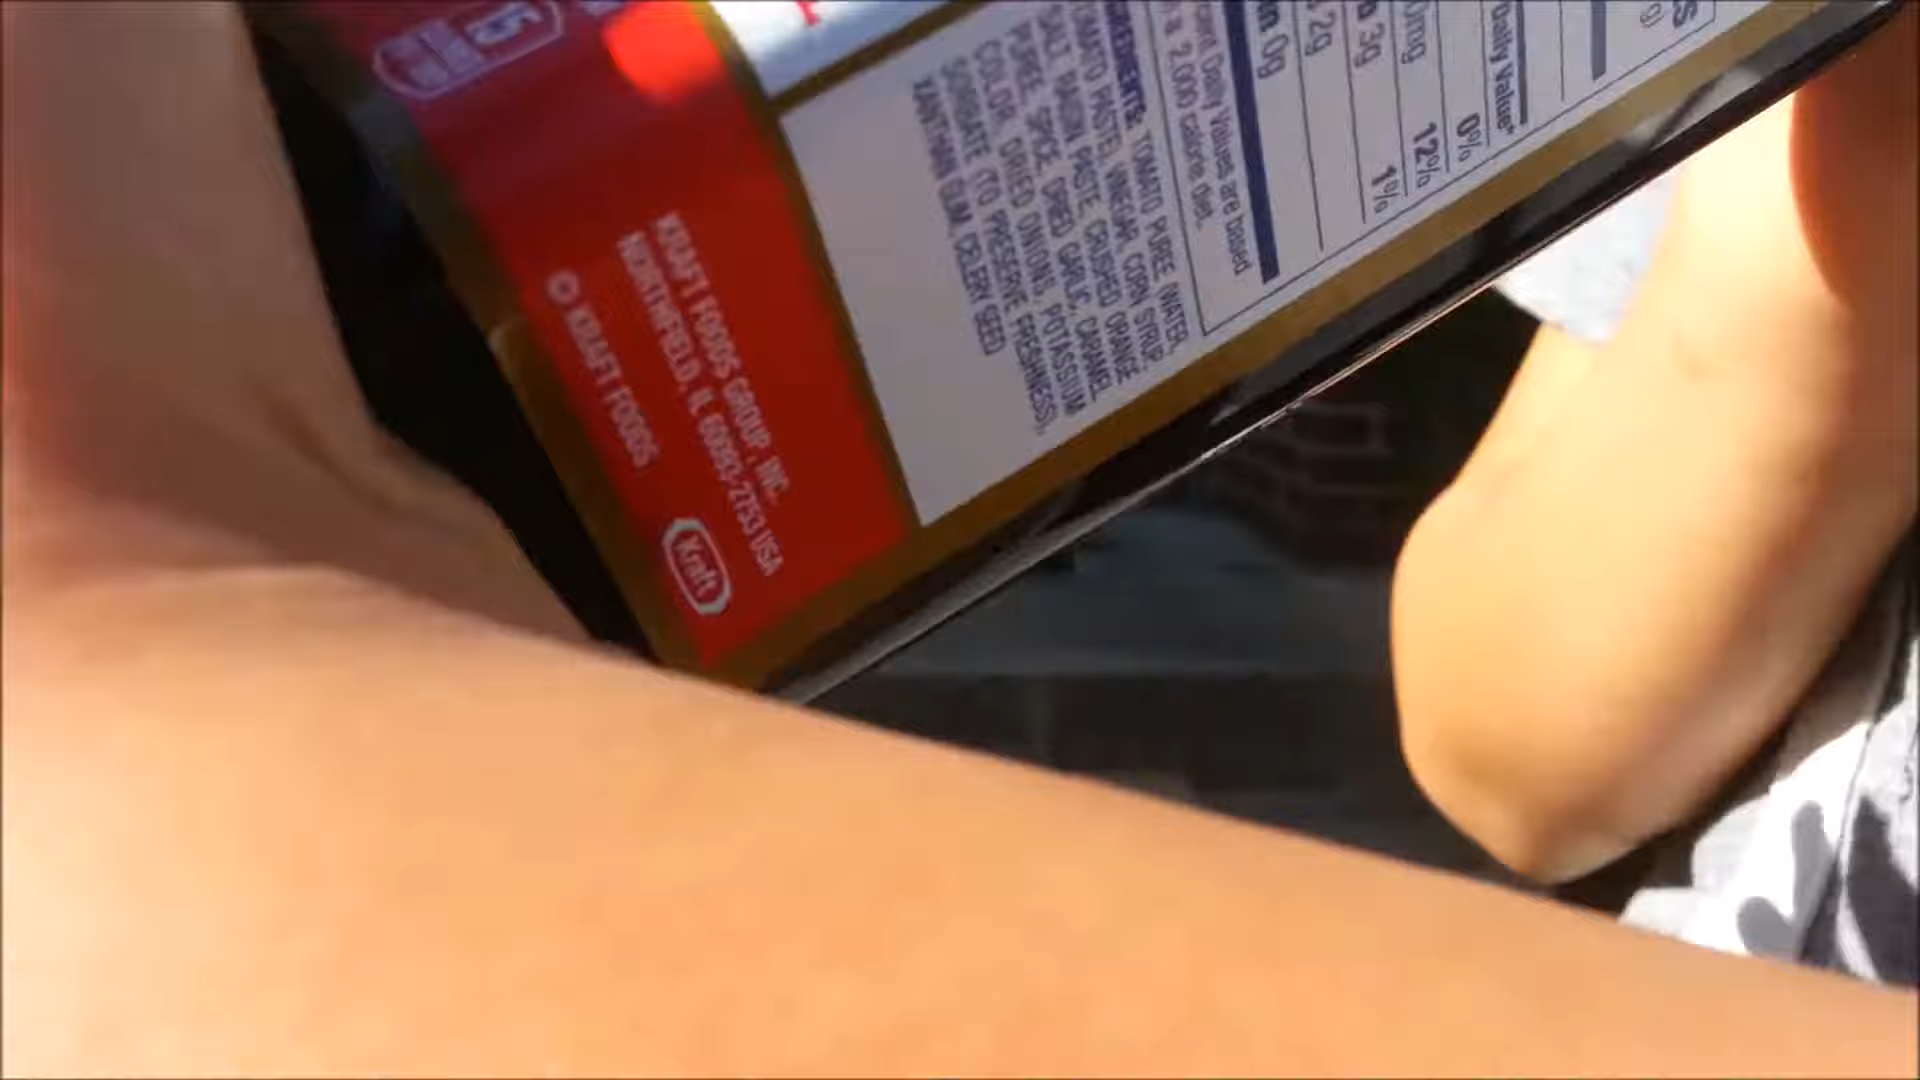 g)
Daily Value*
0%
0mg
12%
3g
1%
2g
0g
Daily Values are based
a 2,000 calorie diet.
INGREDIENTS: TOMATO PUREE (WATER,
TOMATO PASTE), VINEGAR, CORN SYRUP,
SALT, RAISIN PASTE, CRUSHED ORANGE
PUREE, SPICE, DRIED GARLIC, CARAMEL
COLOR, DRIED ONIONS, POTASSIUM
SORBATE (TO PRESERVE FRESHNESS),
XANTHAN GUM, CELERY SEED
KRAFT FOODS GROUP, INC.
NORTHFIELD, IL 60093-2753 USA
© KRAFT FOODS
Kraft
15